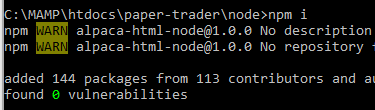 C:\MAMP\htdocs\paper-trader\node>npm i
npm WARN alpaca-html-node@1.0.0 No description
npm WARN alpaca-html-node@1.0.0 No repository
added 144 packages from 113 contributors and
found 0 vulnerabilities